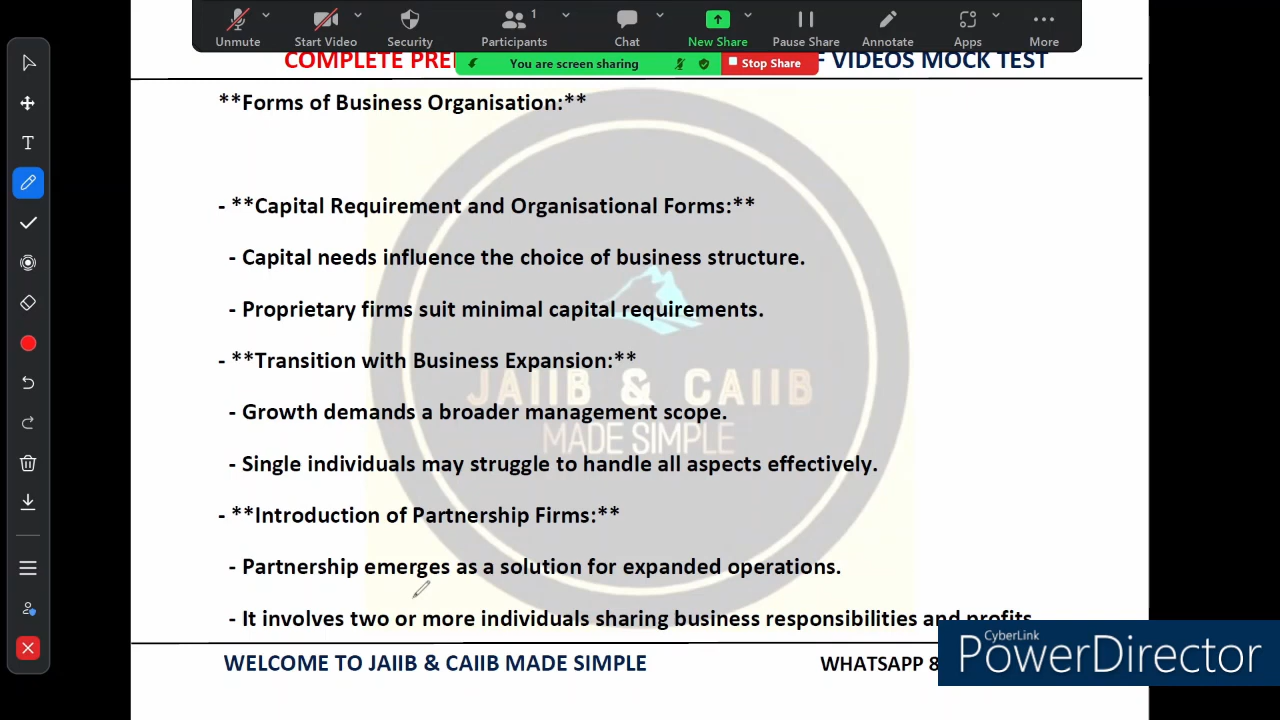 Unmute Start Video Security Participants 1 Chat New Share Pause Share Annotate Apps More
You are screen sharing Stop Share
COMPLETE VIDEOS MOCK TEST
**Forms of Business Organisation:**
- **Capital Requirement and Organisational Forms:**
- Capital needs influence the choice of business structure.
- Proprietary firms suit minimal capital requirements.
- **Transition with Business Expansion:**
JAIIB & CAIIB
- Growth demands a broader management scope.
MADE SIMPLE
- Single individuals may struggle to handle all aspects effectively.
- **Introduction of Partnership Firms:**
- Partnership emerges as a solution for expanded operations.
- It involves two or more individuals sharing business responsibilities and profits
WELCOME TO JAIIB & CAIIB MADE SIMPLE WHATSAPP 8
CyberLink
PowerDirector